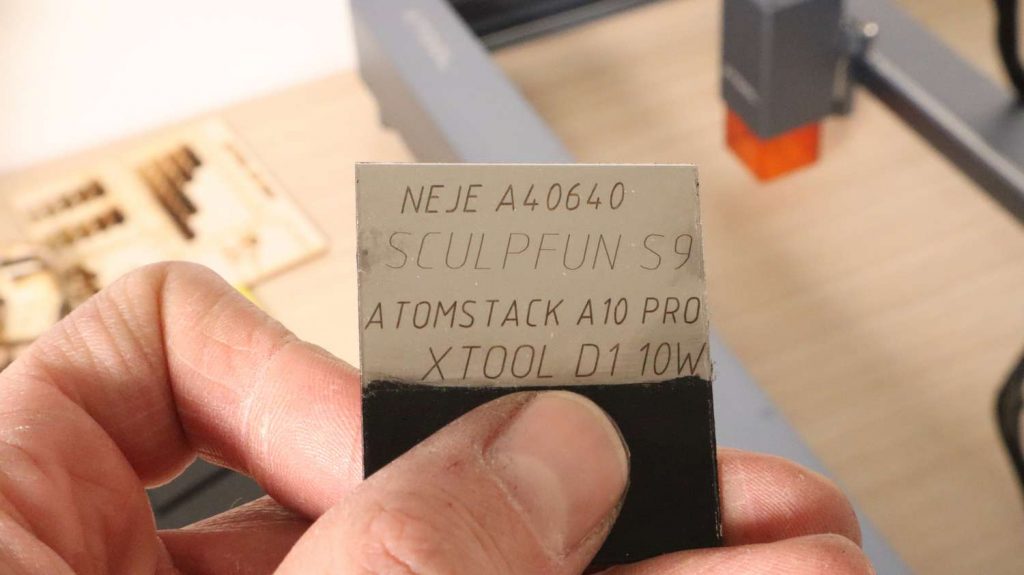 NEJE A40640
SCULPFUN S9
ATOMSTACK A10 PRO
XTOOL D1 10W